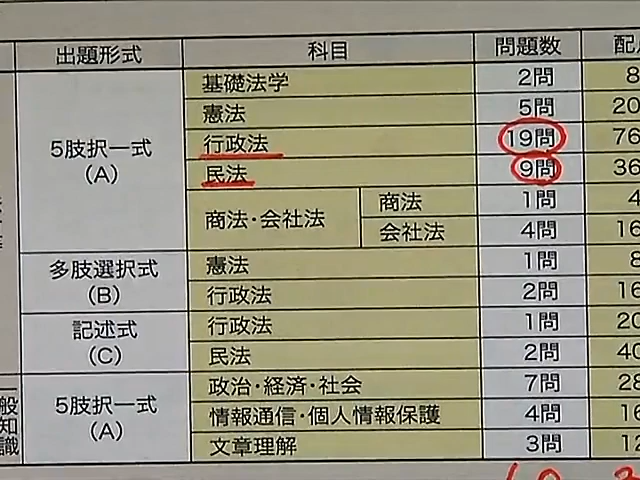 出題形式 科目 問題数 配
5肢択一式(A) 基礎法学 2問 8
憲法 5問 20
行政法 19問 76
民法 9問 36
商法・会社法 商法 1問 4
会社法 4問 16
多肢選択式(B) 憲法 1問 8
行政法 2問 16
記述式(C) 行政法 1問 20
民法 2問 40
般知識 5肢択一式(A) 政治・経済・社会 7問 28
情報通信・個人情報保護 4問 16
文章理解 3問 12